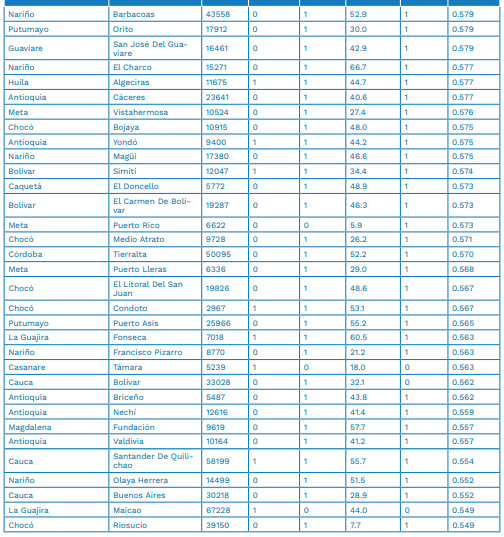 Nariño Barbacoas 43558 0 1 52.9 1 0.579
Putumayo Orito 17912 0 1 30.0 1 0.579
Guaviare San José Del Gua-
viare 16461 0 1 42.9 1 0.579
Nariño El Charco 15271 0 1 66.7 1 0.577
Huila Algeciras 11675 1 1 44.7 1 0.577
Antioquia Cáceres 23641 0 1 40.6 1 0.577
Meta Vistahermosa 10524 0 1 27.4 1 0.576
Chocó Bojaya 10915 0 1 48.0 1 0.575
Antioquia Yondó 9400 1 1 44.2 1 0.575
Nariño Magüi 17380 0 1 46.6 1 0.575
Bolívar Simití 12047 1 1 34.4 1 0.574
Caquetá El Doncello 5772 0 1 48.9 1 0.573
Bolívar El Carmen De Bolí-
var 19287 0 1 46.3 1 0.573
Meta Puerto Rico 6622 0 0 5.9 1 0.573
Chocó Medio Atrato 9728 0 1 26.2 1 0.571
Córdoba Tierralta 50095 0 1 52.2 1 0.570
Meta Puerto Lleras 6336 0 1 29.0 1 0.568
Chocó El Litoral Del San
Juan 19826 0 1 48.6 1 0.567
Chocó Condoto 2967 1 1 53.1 1 0.567
Putumayo Puerto Asís 25966 0 1 55.2 1 0.565
La Guajira Fonseca 7018 1 1 60.5 1 0.563
Nariño Francisco Pizarro 8770 0 1 21.2 1 0.563
Casanare Támara 5239 1 0 18.0 0 0.563
Cauca Bolívar 33028 0 1 32.1 0 0.562
Antioquia Briceño 5487 0 1 43.8 1 0.562
Antioquia Nechí 12616 0 1 41.4 1 0.559
Magdalena Fundación 9619 0 1 57.7 1 0.557
Antioquia Valdivia 10164 0 1 41.2 1 0.557
Cauca Santander De Quili-
chao 58199 1 1 55.7 1 0.554
Nariño Olaya Herrera 14499 0 1 51.5 1 0.552
Cauca Buenos Aires 30218 0 1 28.9 1 0.552
La Guajira Maicao 67228 1 0 44.0 0 0.549
Chocó Riosucio 39150 0 1 7.7 1 0.549